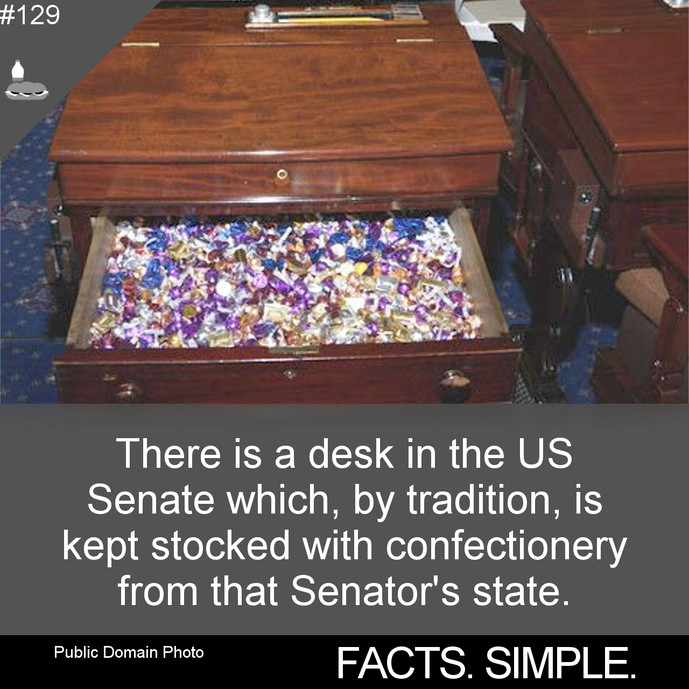 #129
There is a desk in the US
Senate which, by tradition, is
kept stocked with confectionery
from that Senator's state.
Public Domain Photo
FACTS. SIMPLE.